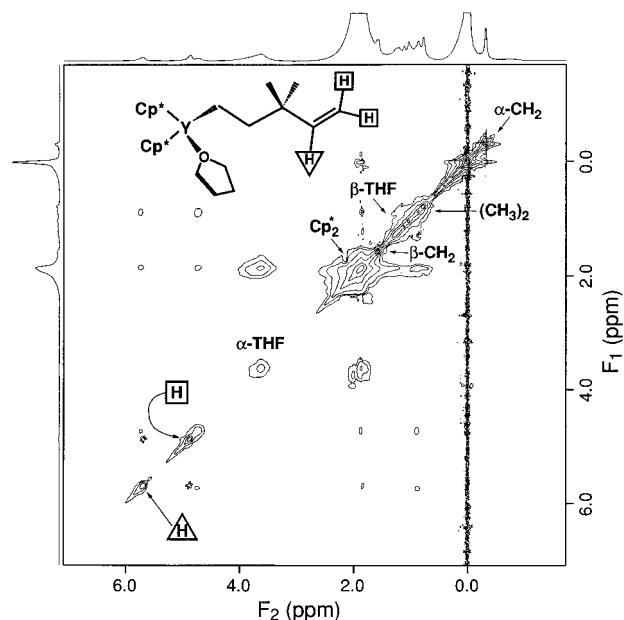 H
H
Cp*
Cp*
Y
O
H
α-CH₂
0.0
β-THF
(CH₃)₂
Cp*₂
β-CH₂
2.0
α-THF
F₁ (ppm)
4.0
H
H
6.0
6.0 4.0 2.0 0.0
F₂ (ppm)